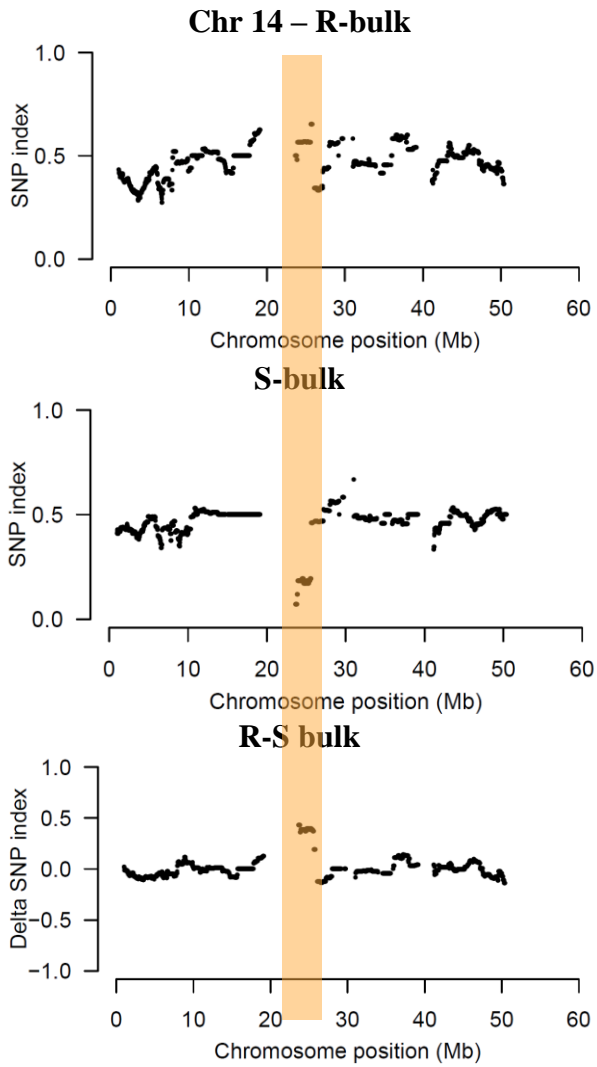 Chr 14 – R-bulk
1.0
0.5
0.0
SNP index
0 10 20 30 40 50 60
Chromosome position (Mb)
S-bulk
1.0
0.5
0.0
SNP index
0 10 20 30 40 50 60
Chromosome position (Mb)
R-S bulk
1.0
0.5
0.0
−0.5
−1.0
Delta SNP index
0 10 20 30 40 50 60
Chromosome position (Mb)